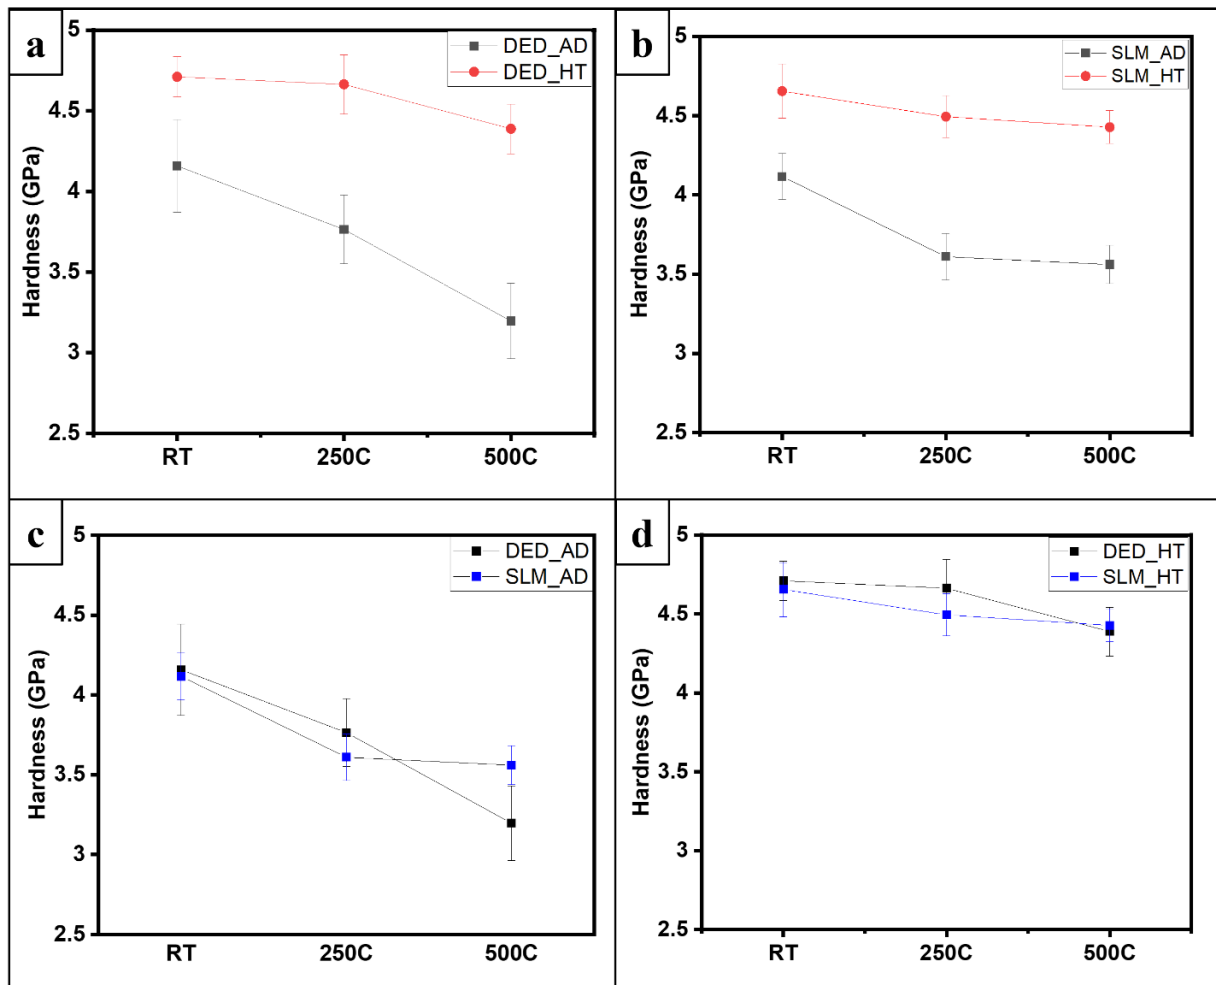 a
DED_AD
DED_HT
Hardness (GPa)
5
4.5
4
3.5
3
2.5
RT 250C 500C
b
SLM_AD
SLM_HT
Hardness (GPa)
5
4.5
4
3.5
3
2.5
RT 250C 500C
c
DED_AD
SLM_AD
Hardness (GPa)
5
4.5
4
3.5
3
2.5
RT 250C 500C
d
DED_HT
SLM_HT
Hardness (GPa)
5
4.5
4
3.5
3
2.5
RT 250C 500C